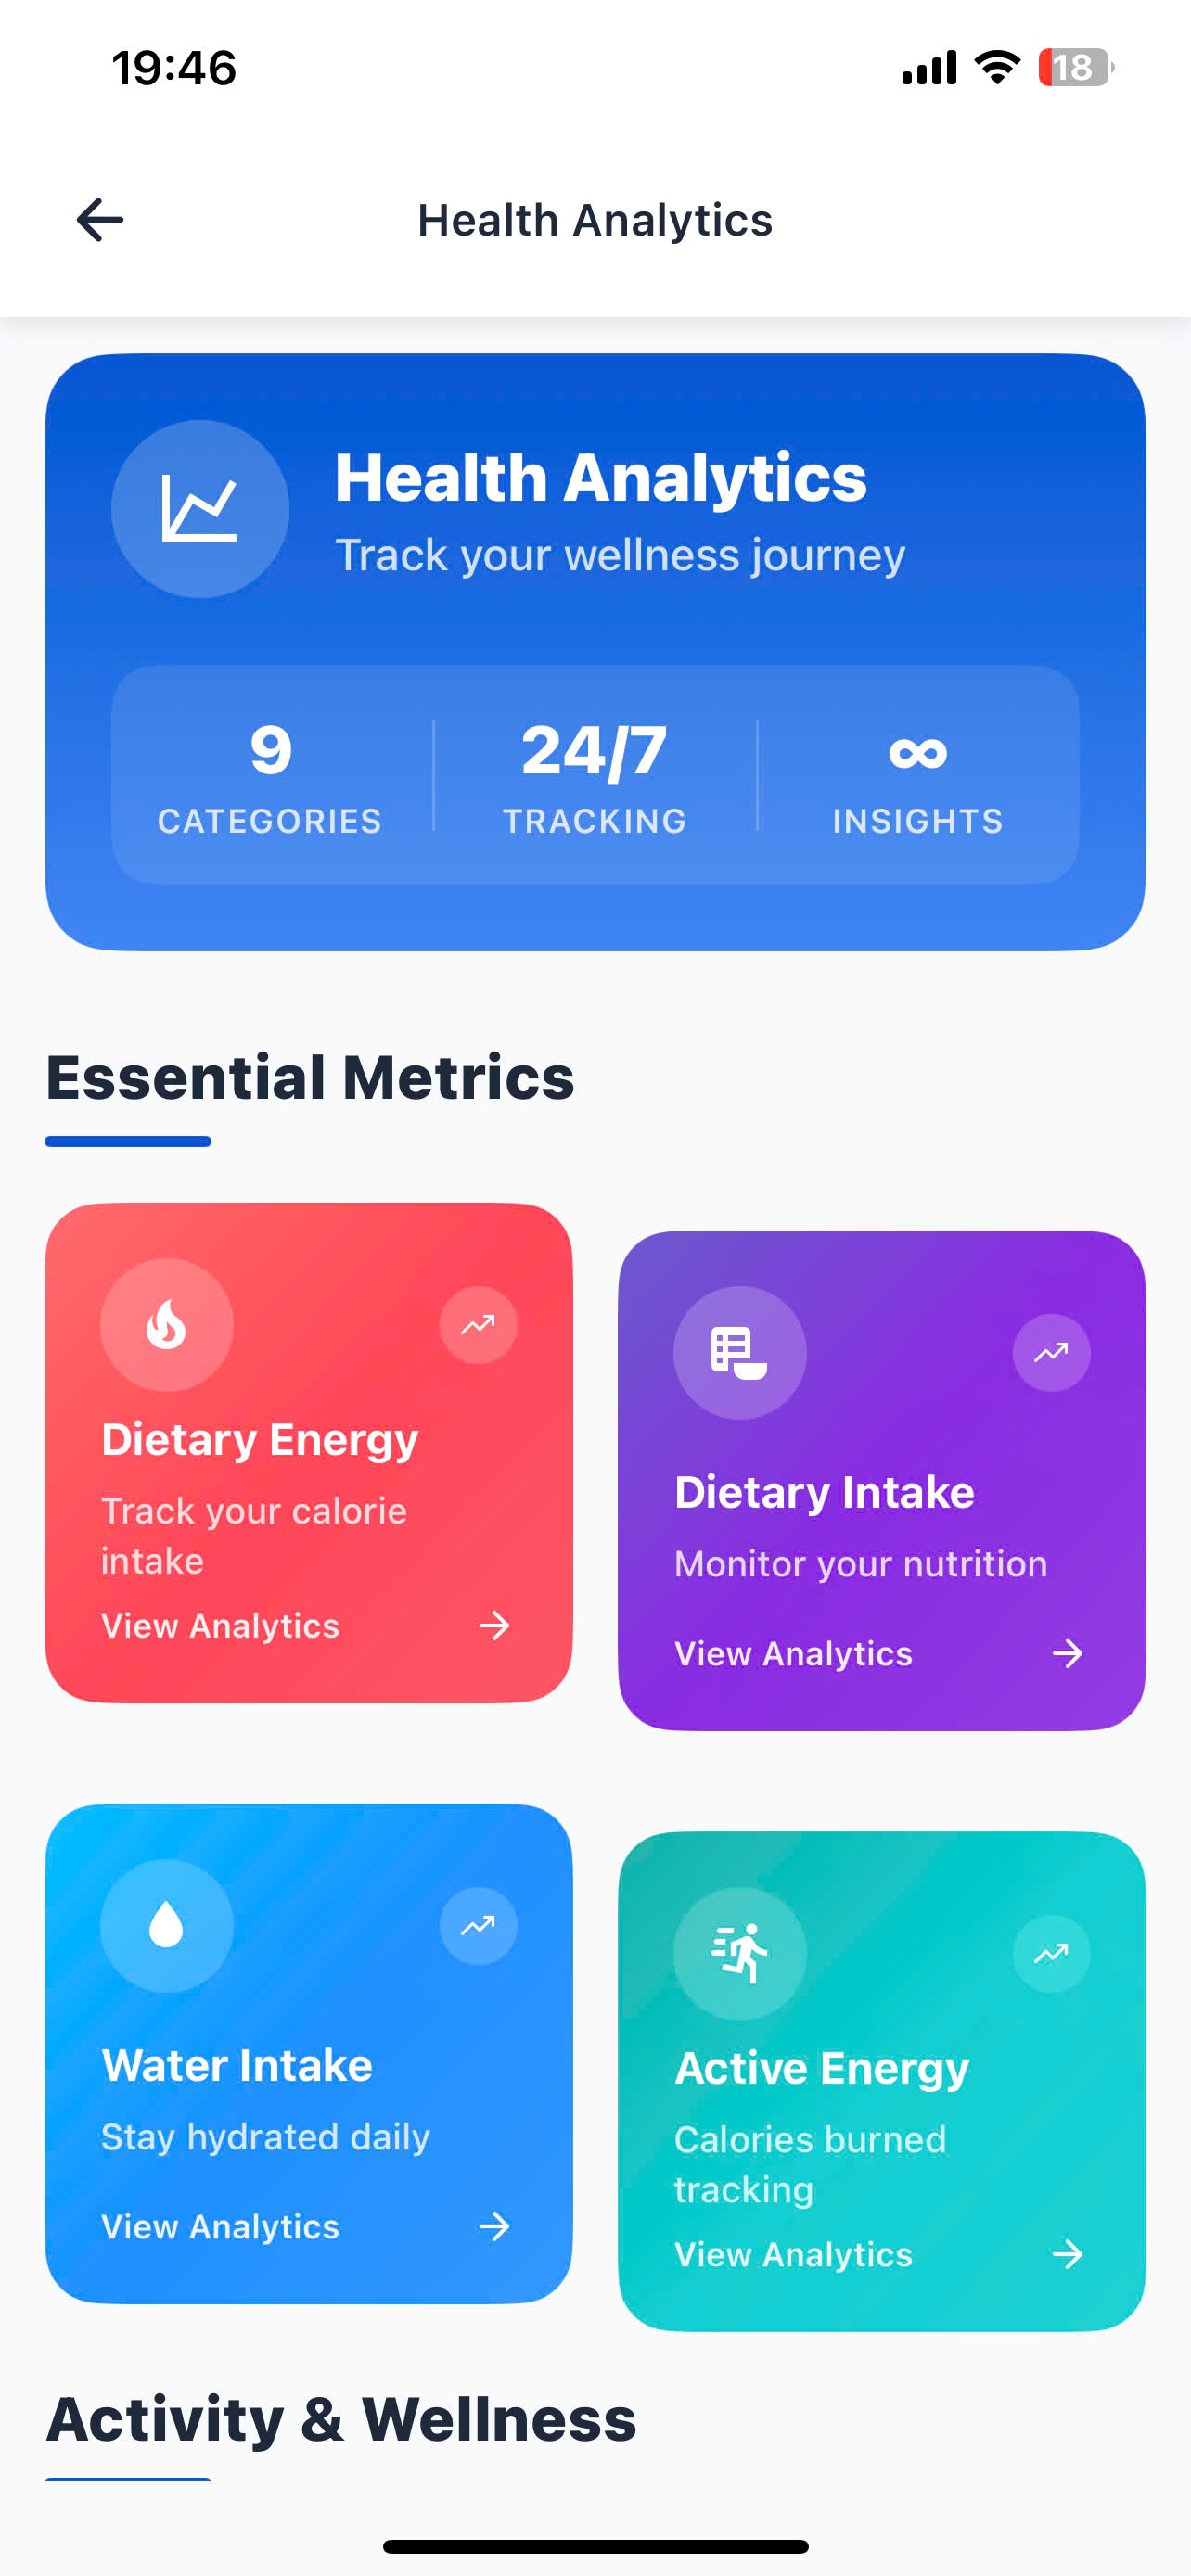 19:46
18
Health Analytics
Health Analytics
Track your wellness journey
9
CATEGORIES
24/7
TRACKING
∞
INSIGHTS
Essential Metrics
Dietary Energy
Track your calorie
intake
View Analytics
Dietary Intake
Monitor your nutrition
View Analytics
Water Intake
Stay hydrated daily
View Analytics
Active Energy
Calories burned
tracking
View Analytics
Activity & Wellness